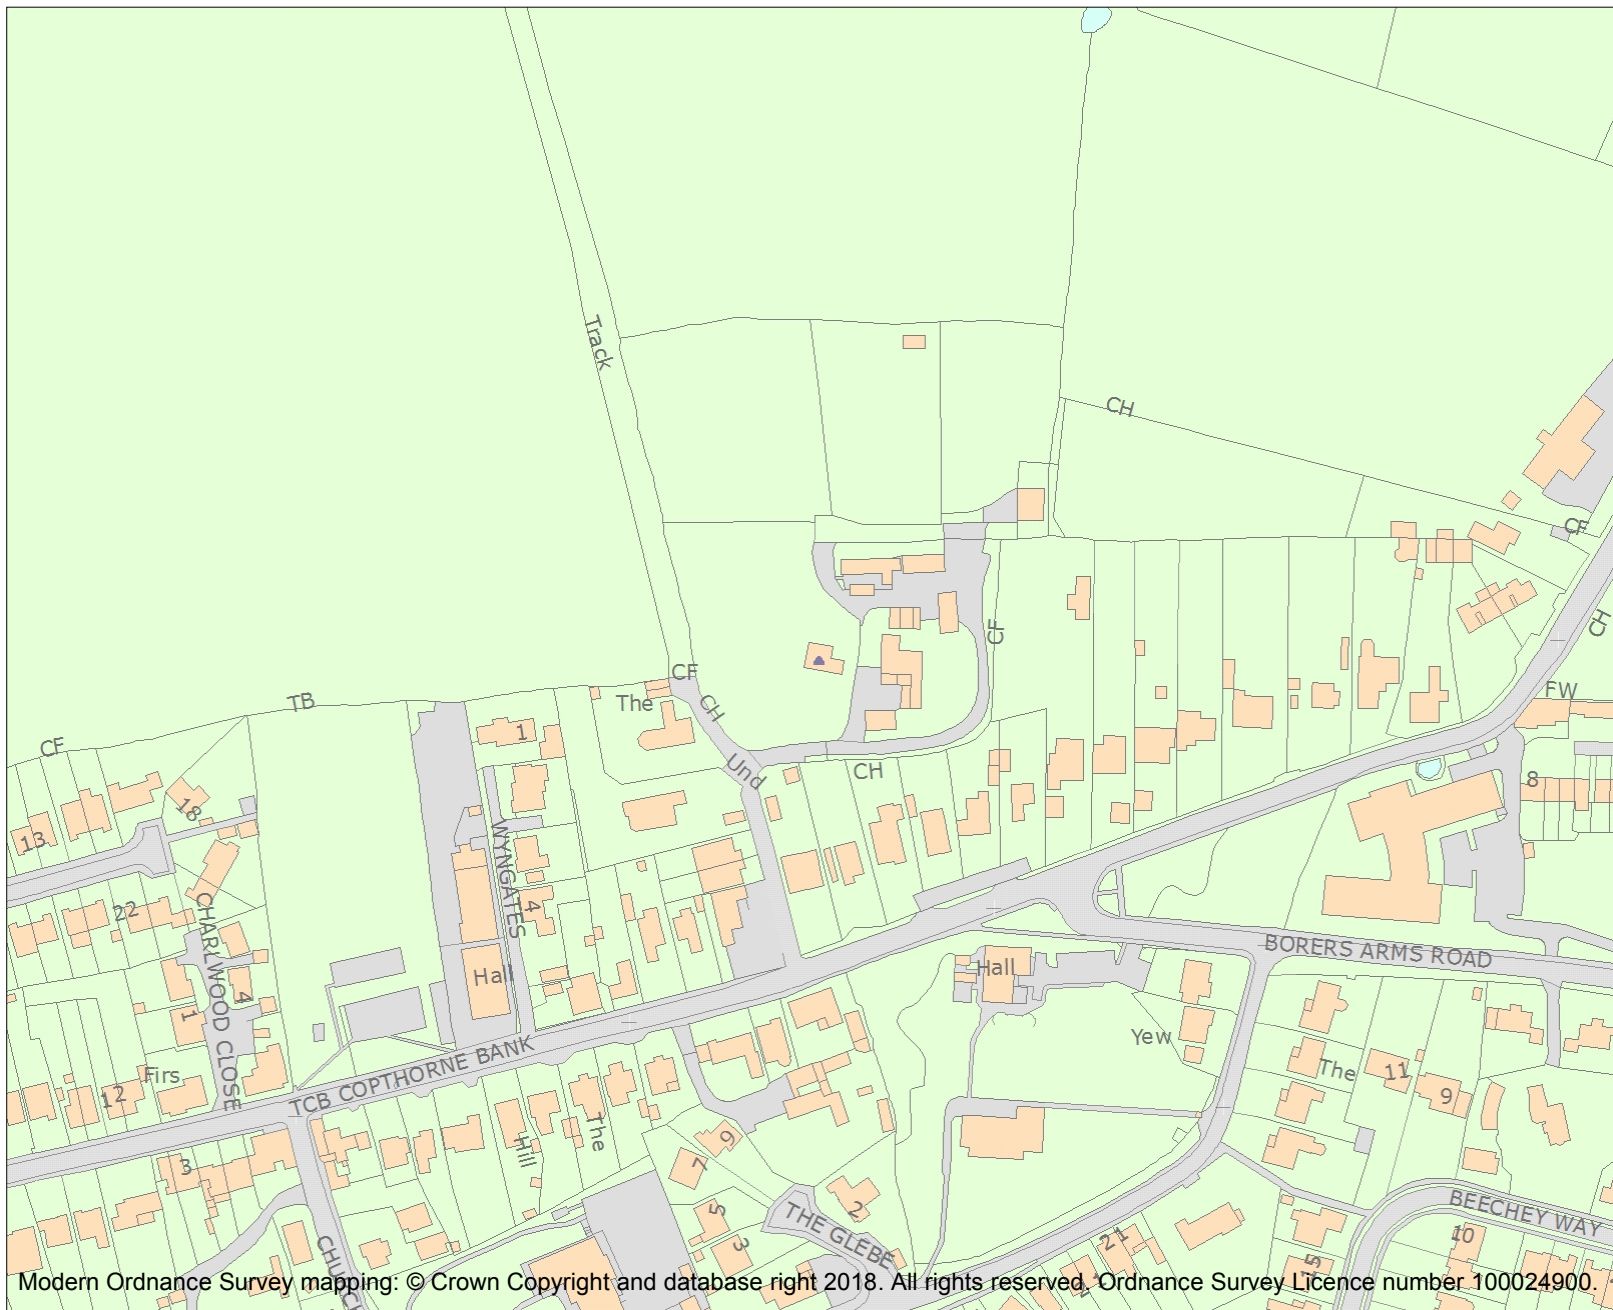 Track
CH
CF
CF
CH
FW
CF
The
CH
TB
CF
1
Und
CH
8
18
13
WYNGATES
4
22
CHARLWOOD CLOSE
Hall
Hall
BORERS ARMS ROAD
4
1
Yew
TCB COPTHORNE BANK
Firs
12
The
11
9
The
Hill
9
7
3
5
2
THE GLEBE
3
BEECHEY WAY
10
21
15
CHURCH
Modern Ordnance Survey mapping: © Crown Copyright and database right 2018. All rights reserved. Ordnance Survey Licence number 100024900.